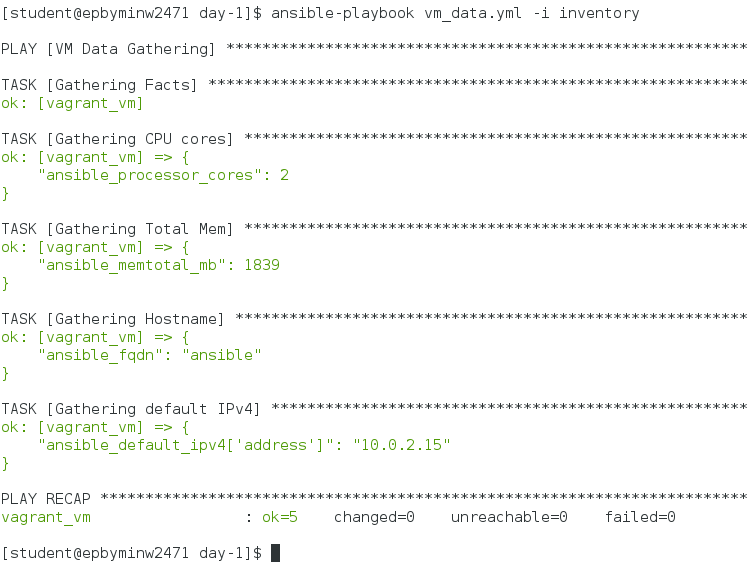 [student@epbyminw2471 day-1]$ ansible-playbook vm_data.yml -i inventory
PLAY [VM Data Gathering] **********************************************************
TASK [Gathering Facts] ************************************************************
ok: [vagrant_vm]
TASK [Gathering CPU cores] ********************************************************
ok: [vagrant_vm] => {
    "ansible_processor_cores": 2
}
TASK [Gathering Total Mem] ********************************************************
ok: [vagrant_vm] => {
    "ansible_memtotal_mb": 1839
}
TASK [Gathering Hostname] *********************************************************
ok: [vagrant_vm] => {
    "ansible_fqdn": "ansible"
}
TASK [Gathering default IPv4] *****************************************************
ok: [vagrant_vm] => {
    "ansible_default_ipv4['address']": "10.0.2.15"
}
PLAY RECAP ************************************************************************
vagrant_vm                 : ok=5    changed=0    unreachable=0    failed=0
[student@epbyminw2471 day-1]$